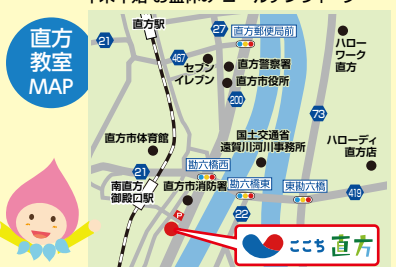 直方
教室
MAP
直方駅
21
27
直方郵便局前
467
セブン
イレブン
直方警察署
直方市役所
ハロー
ワーク
直方
200
73
直方市体育館
国土交通省
遠賀川河川事務所
ハローディ
直方店
21
勘六橋西
南直方
御殿口駅
直方市消防署
勘六橋東
東勘六橋
419
22
P
ここち 直方